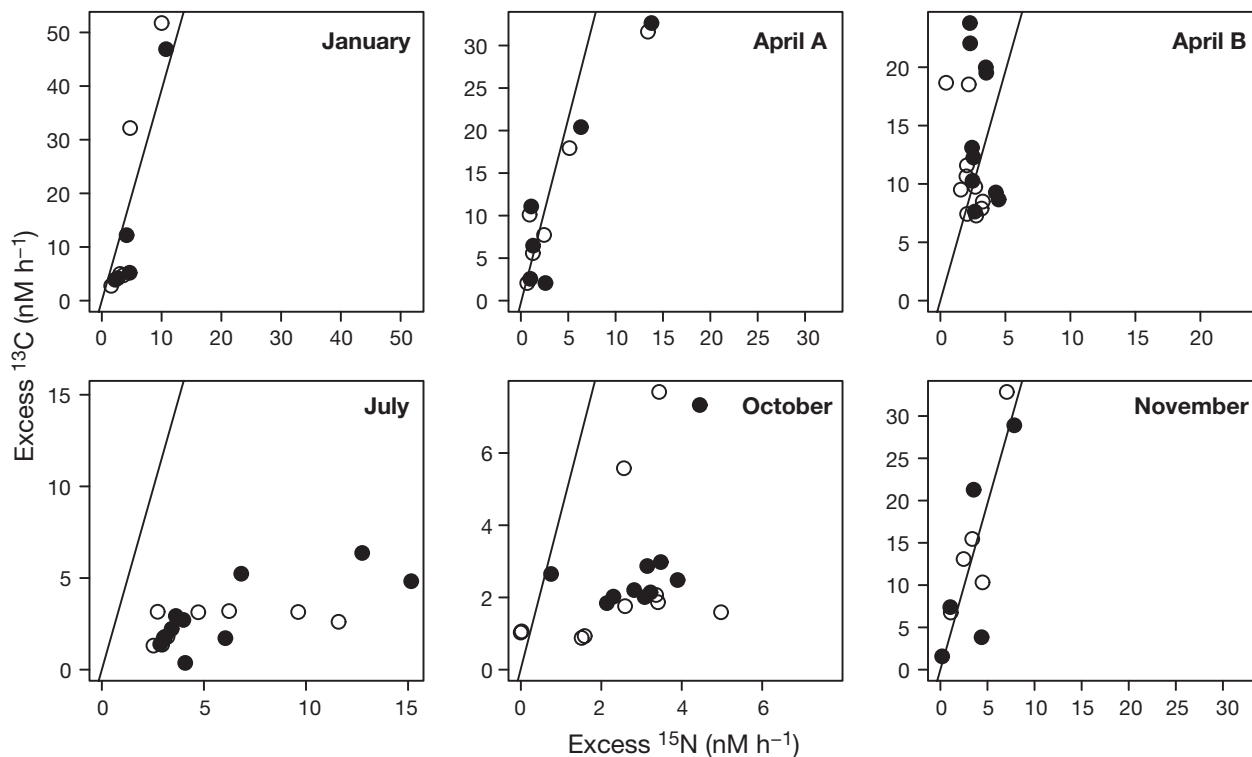 Excess ¹³C (nM h⁻¹)
January
50
40
30
20
10
0
0 10 20 30 40 50
April A
30
25
20
15
10
5
0
0 5 10 15 20 25 30
April B
20
15
10
5
0
0 5 10 15 20
July
15
10
5
0
0 5 10 15
October
6
4
2
0
0 2 4 6
November
30
25
20
15
10
5
0
0 5 10 15 20 25 30
Excess ¹⁵N (nM h⁻¹)